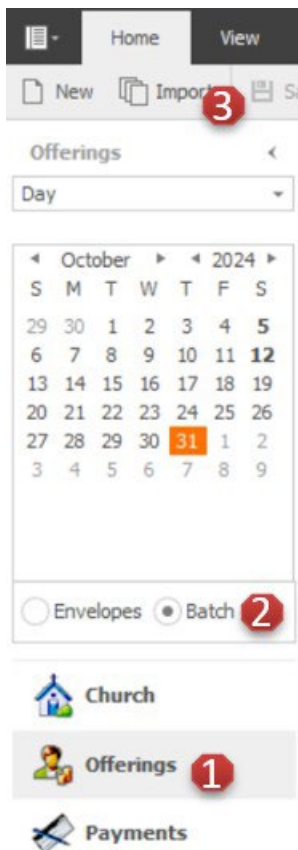 Home View
New Import 3 Sa
Offerings
Day
October 2024
S M T W T F S
29 30 1 2 3 4 5
6 7 8 9 10 11 12
13 14 15 16 17 18 19
20 21 22 23 24 25 26
27 28 29 30 31 1 2
3 4 5 6 7 8 9
Envelopes Batch 2
Church
Offerings 1
Payments